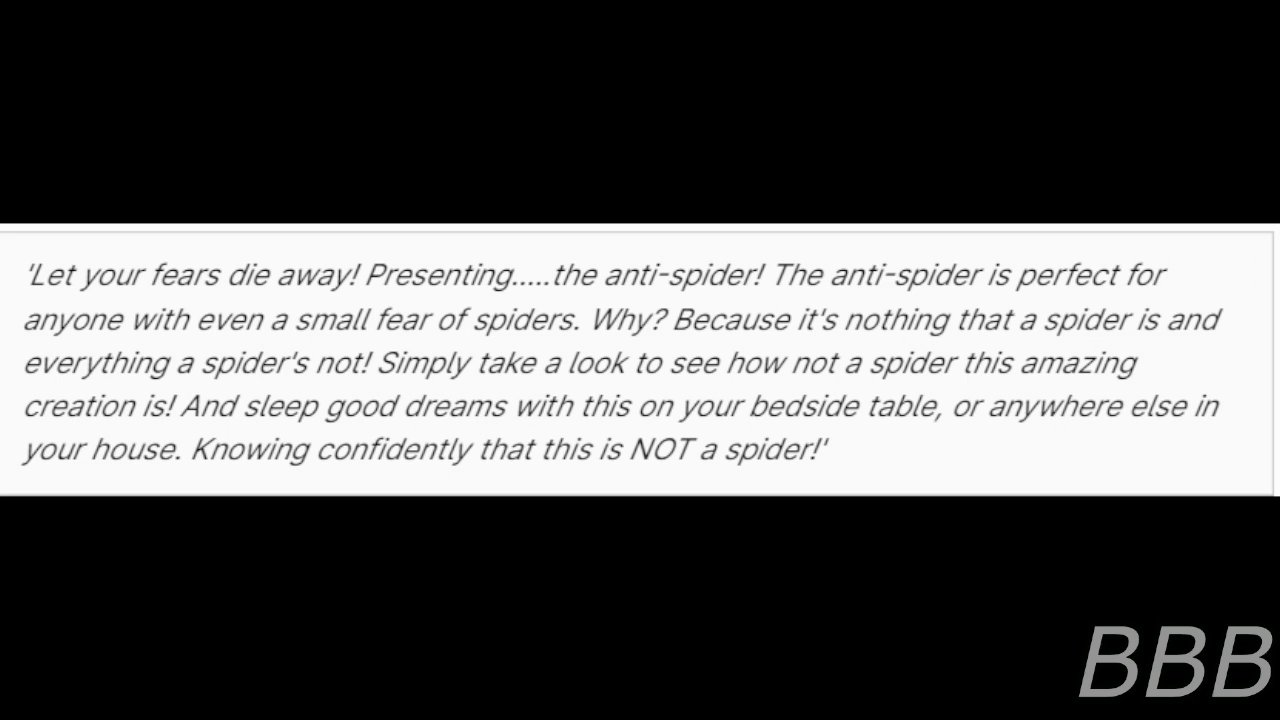 'Let your fears die away! Presenting.....the anti-spider! The anti-spider is perfect for
anyone with even a small fear of spiders. Why? Because it's nothing that a spider is and
everything a spider's not! Simply take a look to see how not a spider this amazing
creation is! And sleep good dreams with this on your bedside table, or anywhere else in
your house. Knowing confidently that this is NOT a spider!'
BBB